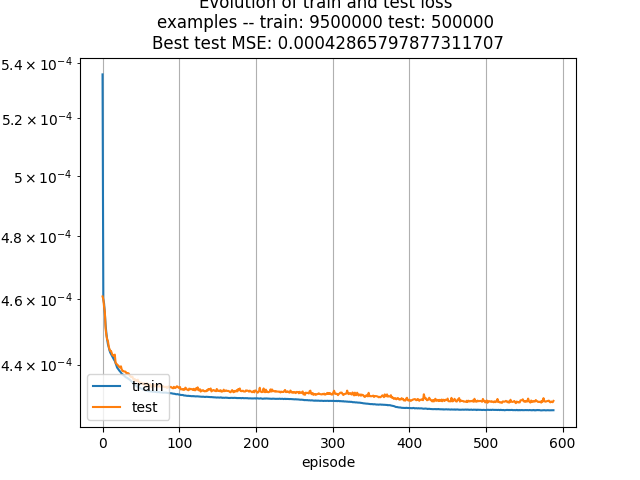 Evolution of train and test loss
examples -- train: 9500000 test: 500000
Best test MSE: 0.00042865797877311707
5.4 × 10⁻⁴
5.2 × 10⁻⁴
5 × 10⁻⁴
4.8 × 10⁻⁴
4.6 × 10⁻⁴
4.4 × 10⁻⁴
train
test
0 100 200 300 400 500 600
episode